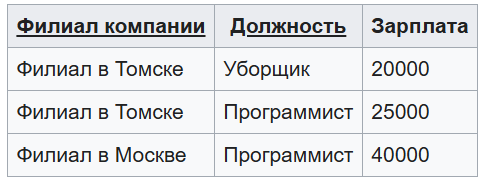 Филиал компании Должность Зарплата
Филиал в Томске Уборщик 20000
Филиал в Томске Программист 25000
Филиал в Москве Программист 40000